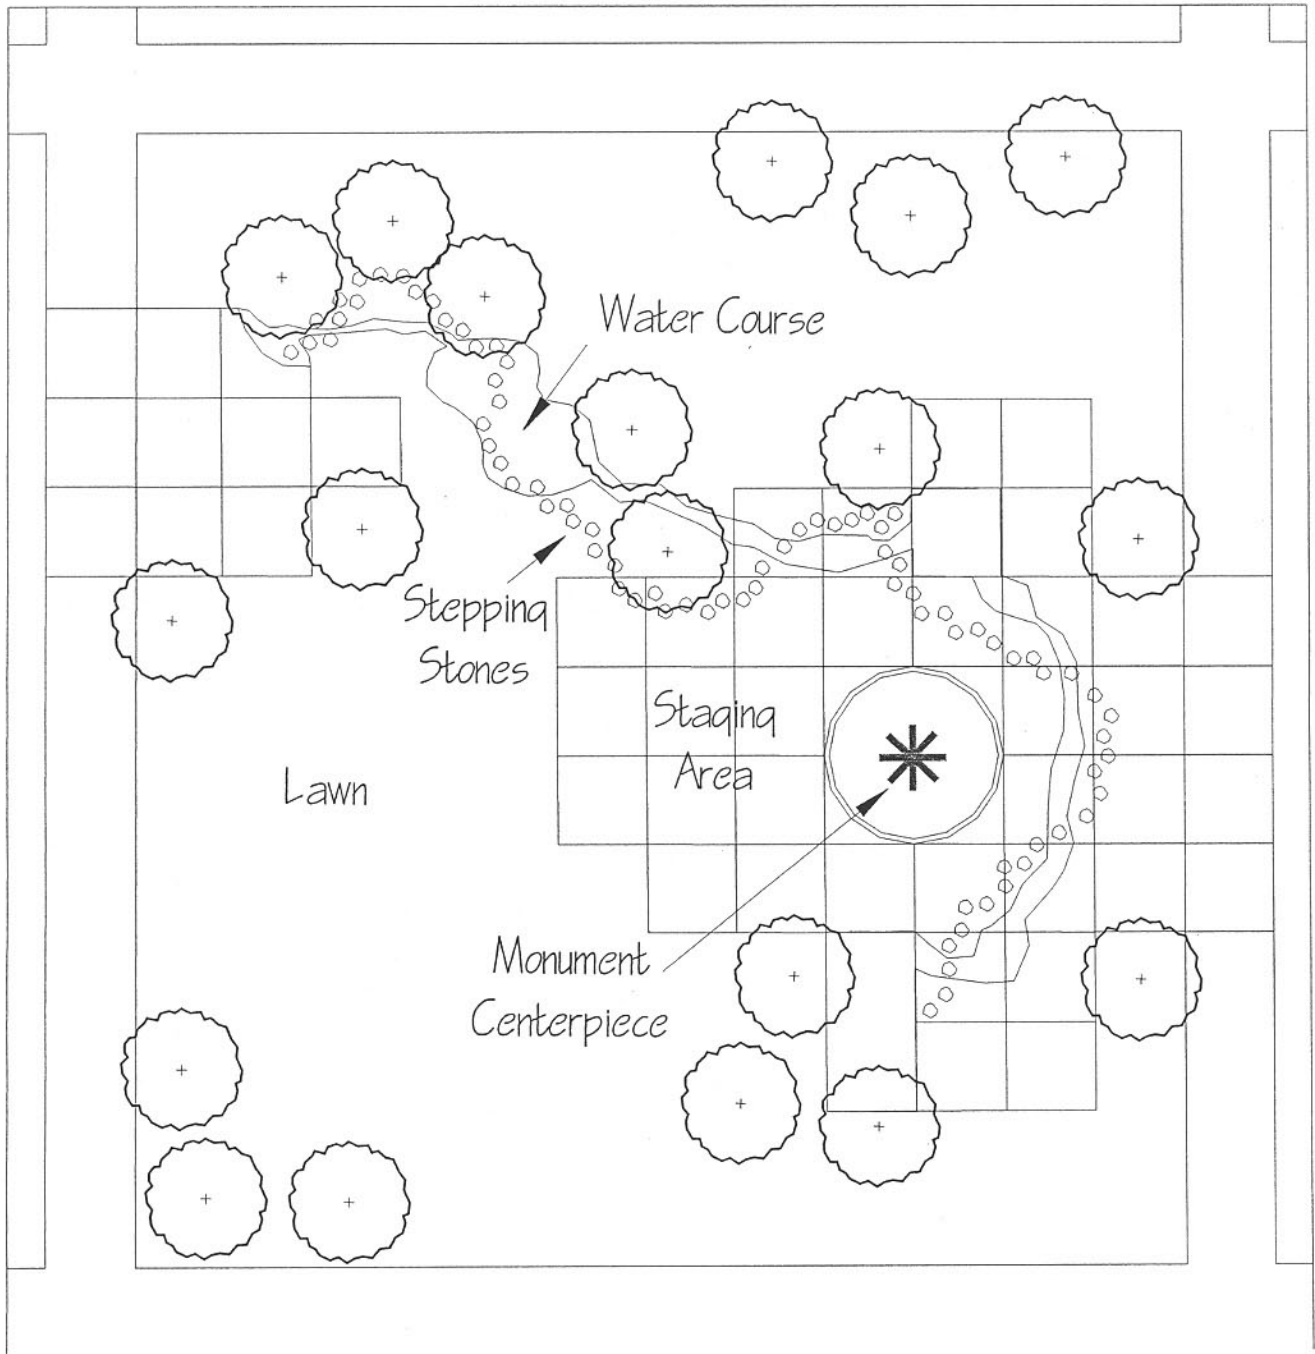 Water Course
Stepping
Stones
Staging
Area
Lawn
Monument
Centerpiece